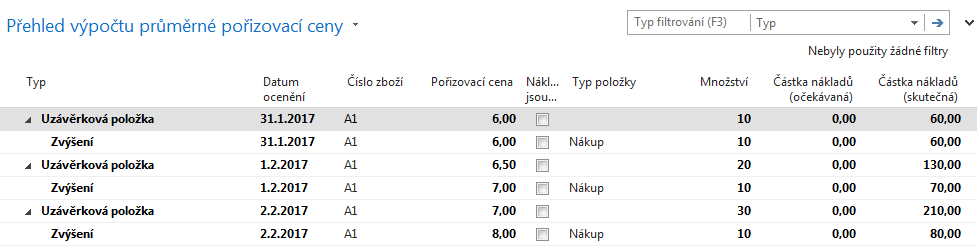 Přehled výpočtu průměrné pořizovací ceny
Typ filtrování (F3) Typ
Nebyly použity žádné filtry
Typ Datum ocenění Číslo zboží Pořizovací cena Nákl... jsou... Typ položky Množství Částka nákladů (očekávaná) Částka nákladů (skutečná)
Uzávěrková položka 31.1.2017 A1 6,00 10 0,00 60,00
Zvýšení 31.1.2017 A1 6,00 Nákup 10 0,00 60,00
Uzávěrková položka 1.2.2017 A1 6,50 20 0,00 130,00
Zvýšení 1.2.2017 A1 7,00 Nákup 10 0,00 70,00
Uzávěrková položka 2.2.2017 A1 7,00 30 0,00 210,00
Zvýšení 2.2.2017 A1 8,00 Nákup 10 0,00 80,00